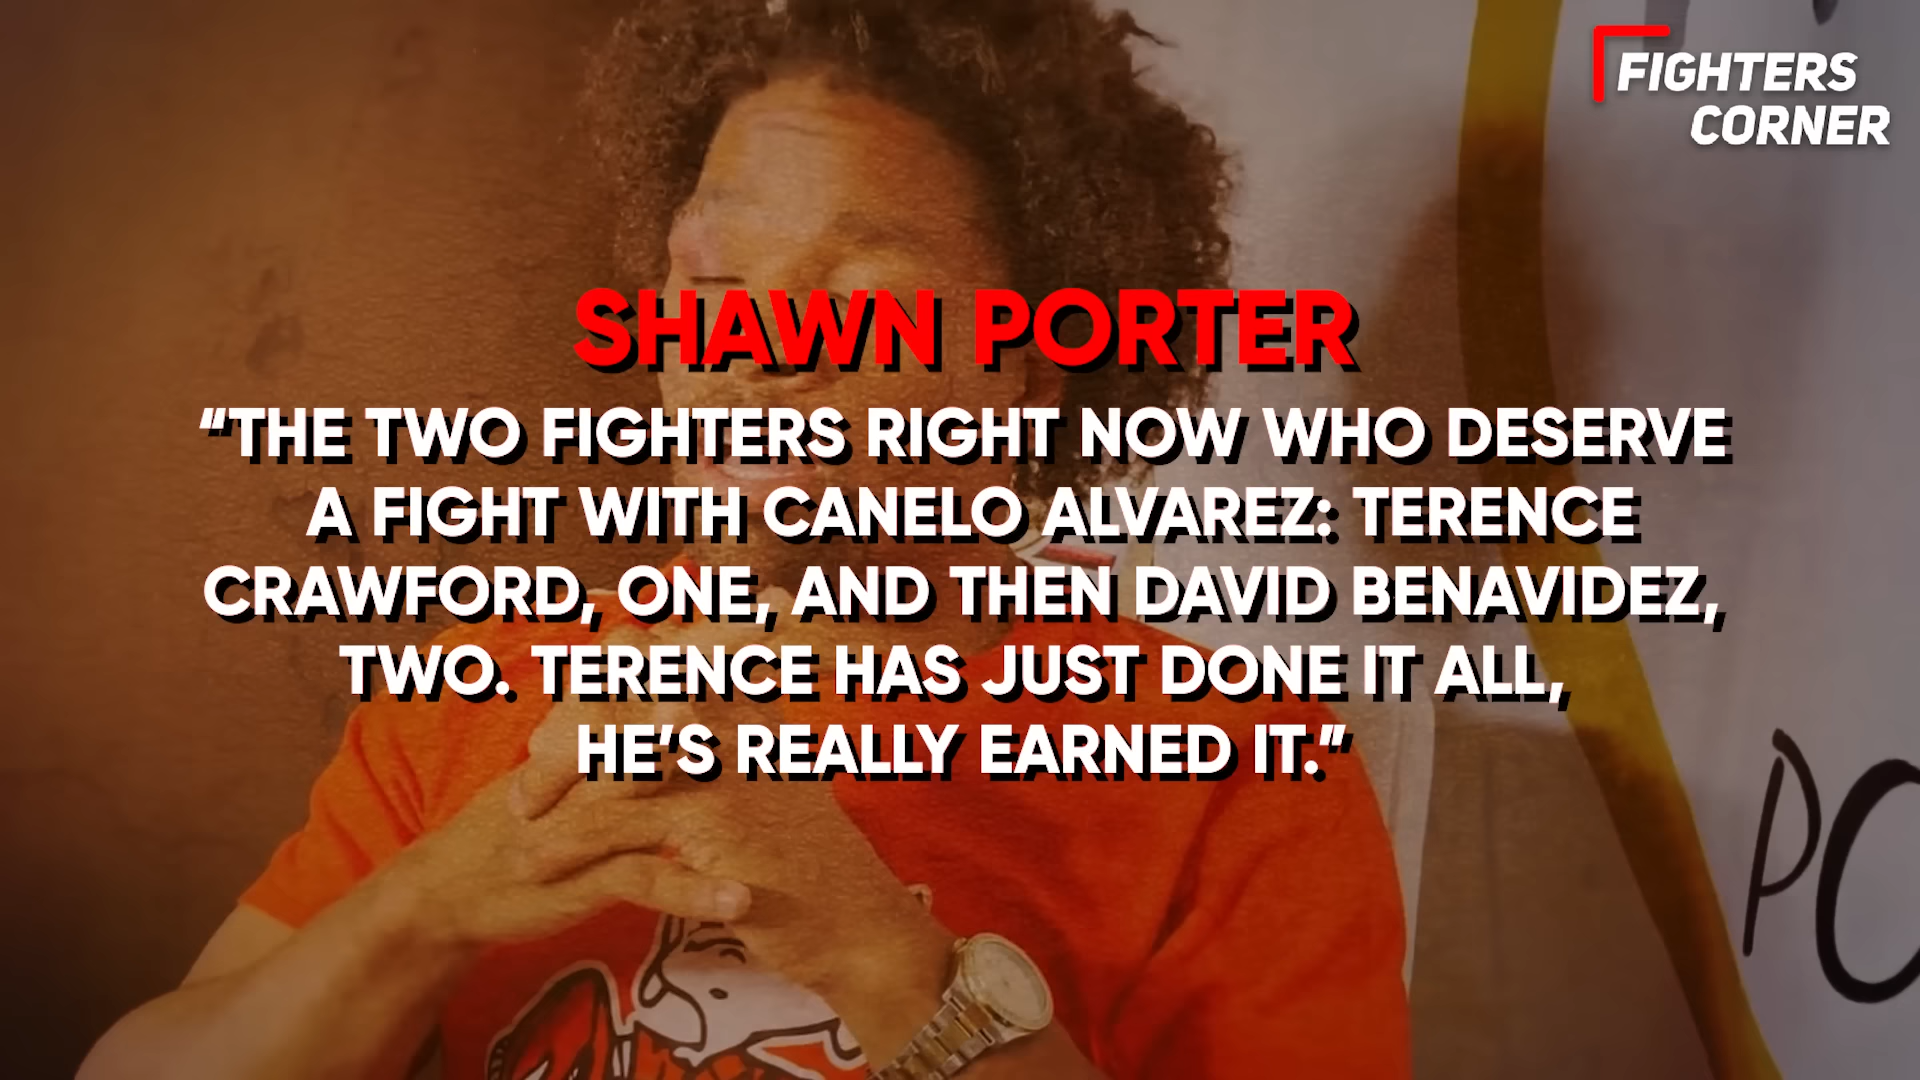 FIGHTERS
CORNER
SHAWN PORTER
“THE TWO FIGHTERS RIGHT NOW WHO DESERVE
A FIGHT WITH CANELO ALVAREZ: TERENCE
CRAWFORD, ONE, AND THEN DAVID BENAVIDEZ,
TWO. TERENCE HAS JUST DONE IT ALL,
HE’S REALLY EARNED IT.”
PO